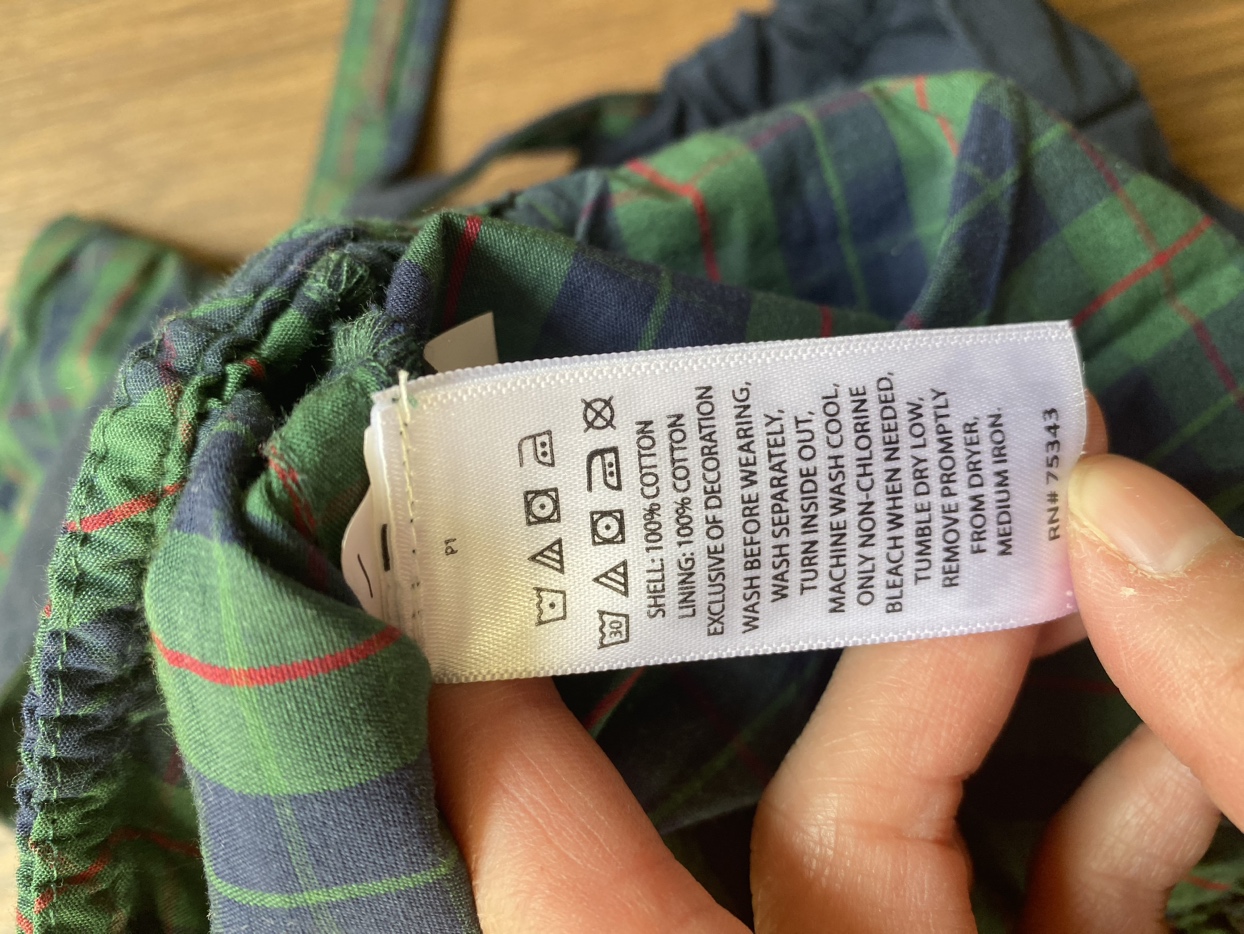 P1
30
SHELL: 100% COTTON
LINING: 100% COTTON
EXCLUSIVE OF DECORATION
WASH BEFORE WEARING,
WASH SEPARATELY,
TURN INSIDE OUT,
MACHINE WASH COOL,
ONLY NON-CHLORINE
BLEACH WHEN NEEDED,
TUMBLE DRY LOW,
REMOVE PROMPTLY
FROM DRYER,
MEDIUM IRON.
RN# 75343